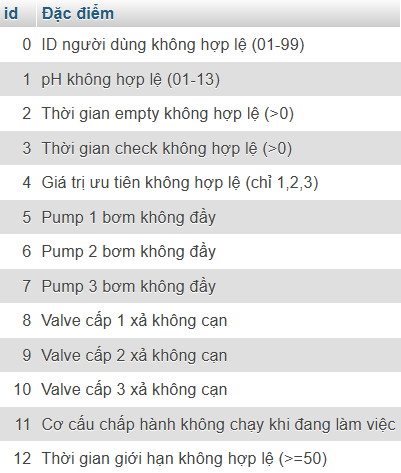 id Đặc điểm
0 ID người dùng không hợp lệ (01-99)
1 pH không hợp lệ (01-13)
2 Thời gian empty không hợp lệ (>0)
3 Thời gian check không hợp lệ (>0)
4 Giá trị ưu tiên không hợp lệ (chỉ 1,2,3)
5 Pump 1 bơm không đầy
6 Pump 2 bơm không đầy
7 Pump 3 bơm không đầy
8 Valve cấp 1 xả không cạn
9 Valve cấp 2 xả không cạn
10 Valve cấp 3 xả không cạn
11 Cơ cấu chấp hành không chạy khi đang làm việc
12 Thời gian giới hạn không hợp lệ (>=50)